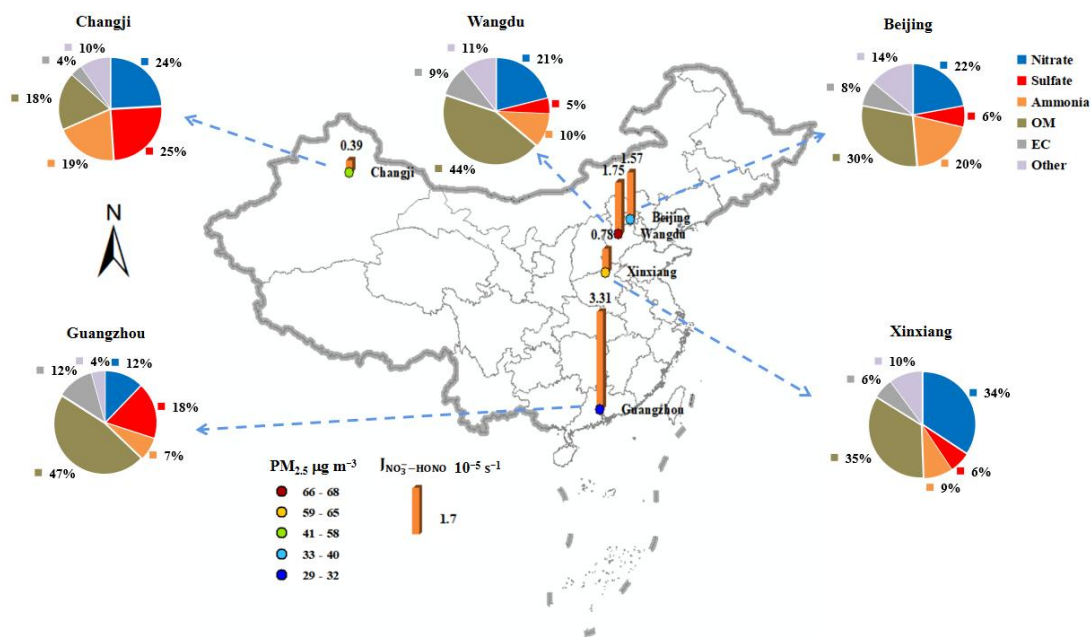 Changji
10%
4%
24%
18%
19%
25%
Wangdu
11%
9%
21%
5%
10%
44%
Beijing
14%
8%
22%
6%
30%
20%
Nitrate
Sulfate
Ammonia
OM
EC
Other
N
0.39
Changji
1.57
1.75
Beijing
Wangdu
0.78
Xinxiang
3.31
Guangzhou
Guangzhou
4%
12%
12%
18%
7%
47%
Xinxiang
10%
6%
34%
35%
6%
9%
PM2.5 μg m−3
66 - 68
59 - 65
41 - 58
33 - 40
29 - 32
JNO3−−HONO 10−5 s−1
1.7